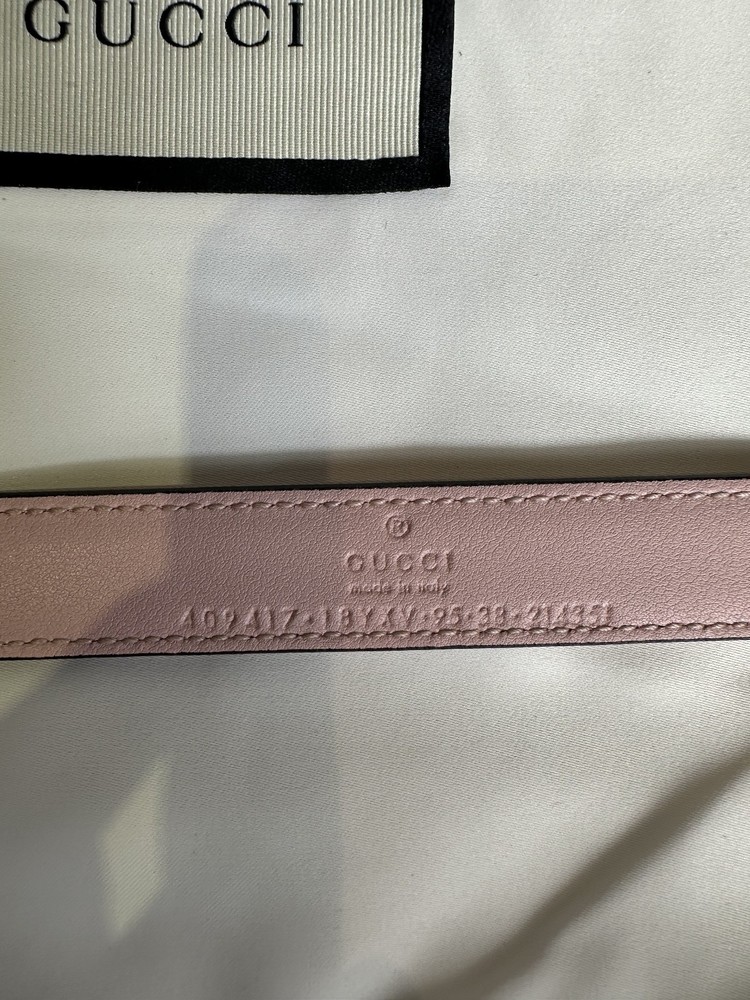 GUCCI
®
GUCCI
made in italy
409417·18YXV·95·38·214351